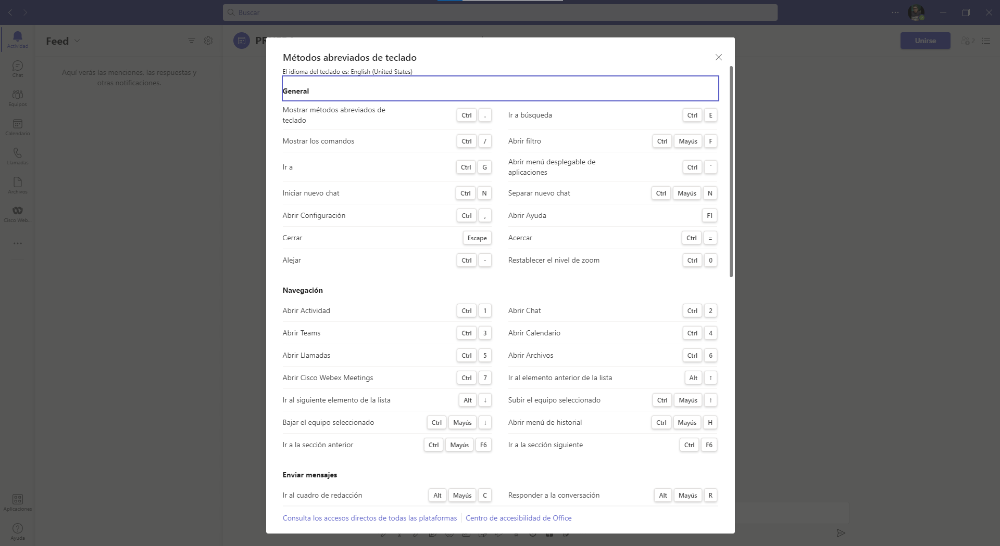 Buscar
Actividad
Chat
Equipos
Calendario
Llamadas
Archivos
Cisco Web...
Aplicaciones
Ayuda
Feed
Aquí verás las menciones, las respuestas y
otras notificaciones.
Unirse
2
Métodos abreviados de teclado
El idioma del teclado es: English (United States)
General
Mostrar métodos abreviados de
teclado
Ctrl .
Ir a búsqueda Ctrl E
Mostrar los comandos Ctrl /
Abrir filtro Ctrl Mayús F
Ir a Ctrl G
Abrir menú desplegable de
aplicaciones
Ctrl `
Iniciar nuevo chat Ctrl N
Separar nuevo chat Ctrl Mayús N
Abrir Configuración Ctrl ,
Abrir Ayuda F1
Cerrar Escape
Acercar Ctrl =
Alejar Ctrl -
Restablecer el nivel de zoom Ctrl 0
Navegación
Abrir Actividad Ctrl 1
Abrir Chat Ctrl 2
Abrir Teams Ctrl 3
Abrir Calendario Ctrl 4
Abrir Llamadas Ctrl 5
Abrir Archivos Ctrl 6
Abrir Cisco Webex Meetings Ctrl 7
Ir al elemento anterior de la lista Alt ↑
Ir al siguiente elemento de la lista Alt ↓
Subir el equipo seleccionado Ctrl Mayús ↑
Bajar el equipo seleccionado Ctrl Mayús ↓
Abrir menú de historial Ctrl Mayús H
Ir a la sección anterior Ctrl Mayús F6
Ir a la sección siguiente Ctrl F6
Enviar mensajes
Ir al cuadro de redacción Alt Mayús C
Responder a la conversación Alt Mayús R
Consulta los accesos directos de todas las plataformas
Centro de accesibilidad de Office